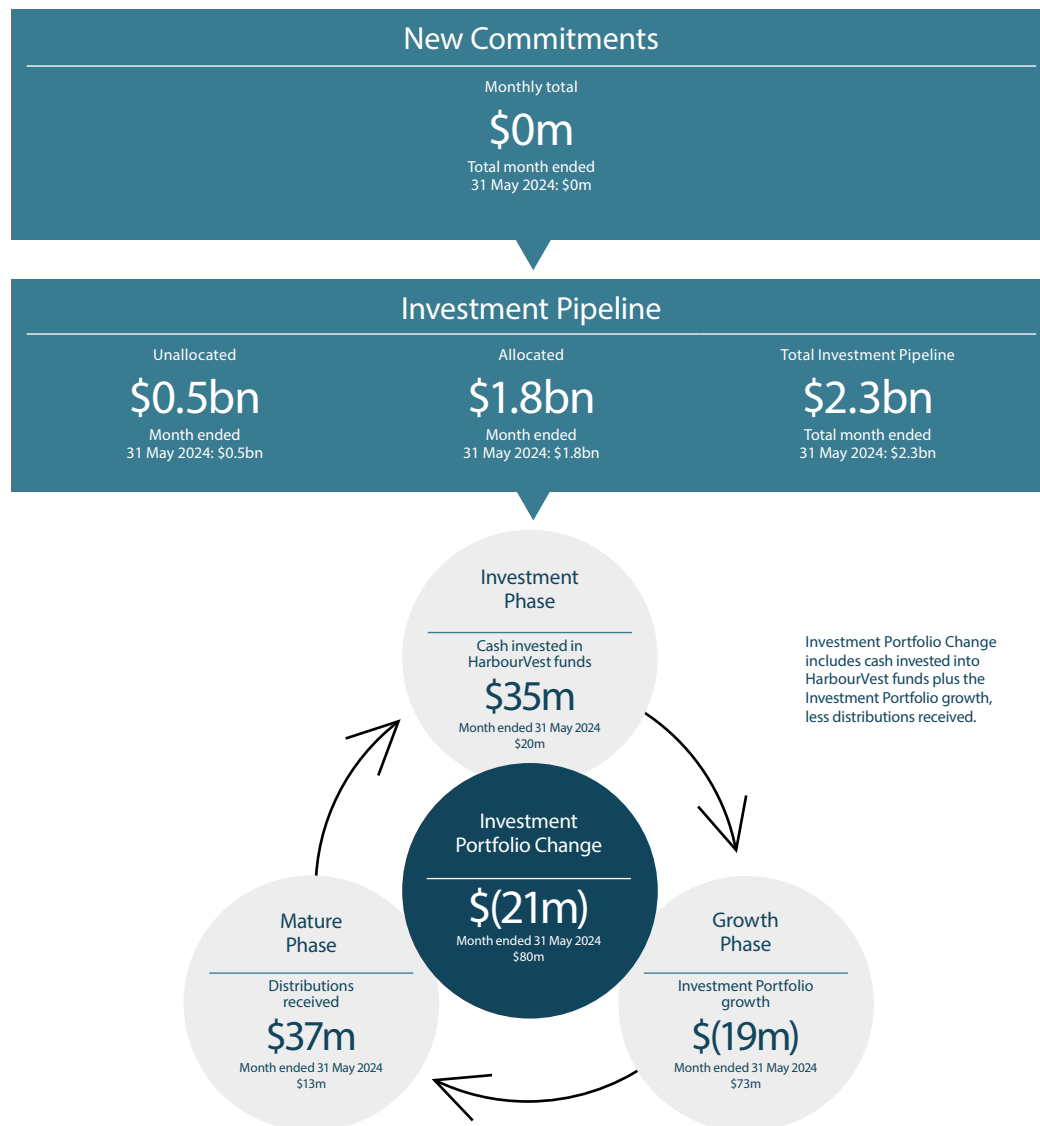 New Commitments
Monthly total
$0m
Total month ended
31 May 2024: $0m
Investment Pipeline
Unallocated
$0.5bn
Month ended
31 May 2024: $0.5bn
Allocated
$1.8bn
Month ended
31 May 2024: $1.8bn
Total Investment Pipeline
$2.3bn
Total month ended
31 May 2024: $2.3bn
Investment
Phase
Cash invested in
HarbourVest funds
$35m
Month ended 31 May 2024
$20m
Investment Portfolio Change
includes cash invested into
HarbourVest funds plus the
Investment Portfolio growth,
less distributions received.
Investment
Portfolio Change
$(21m)
Month ended 31 May 2024
$80m
Mature
Phase
Distributions
received
$37m
Month ended 31 May 2024
$13m
Growth
Phase
Investment Portfolio
growth
$(19m)
Month ended 31 May 2024
$73m